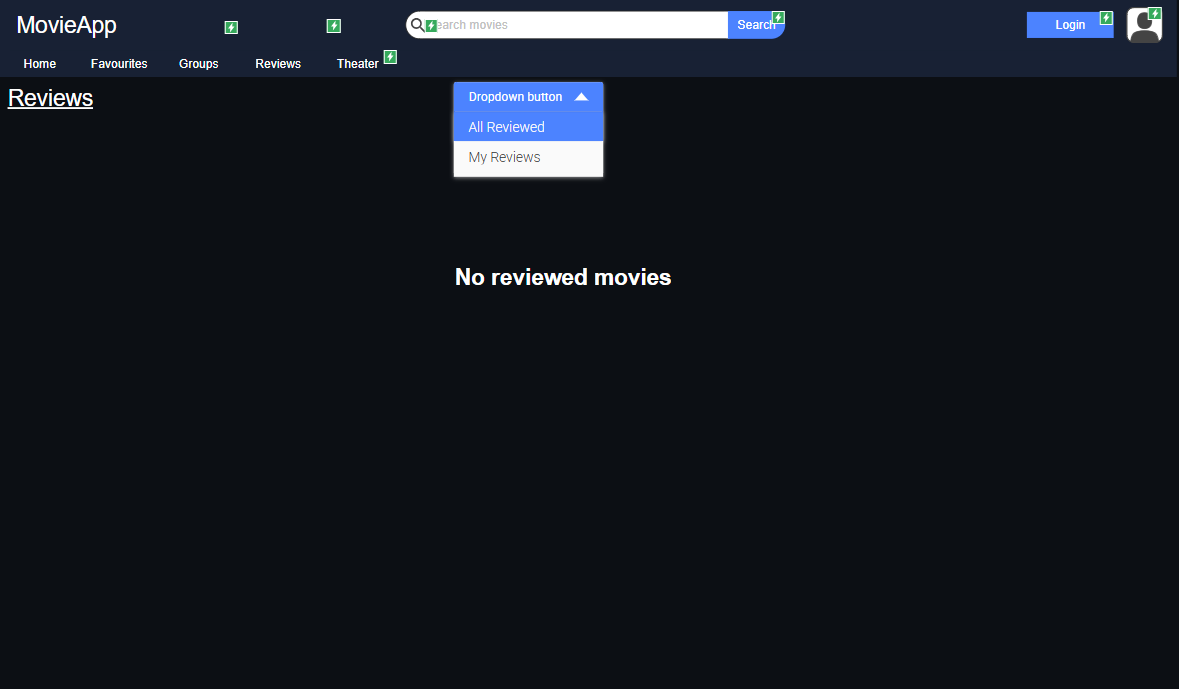 MovieApp
Search movies
Search
Login
Home Favourites Groups Reviews Theater
Reviews
Dropdown button
All Reviewed
My Reviews
No reviewed movies